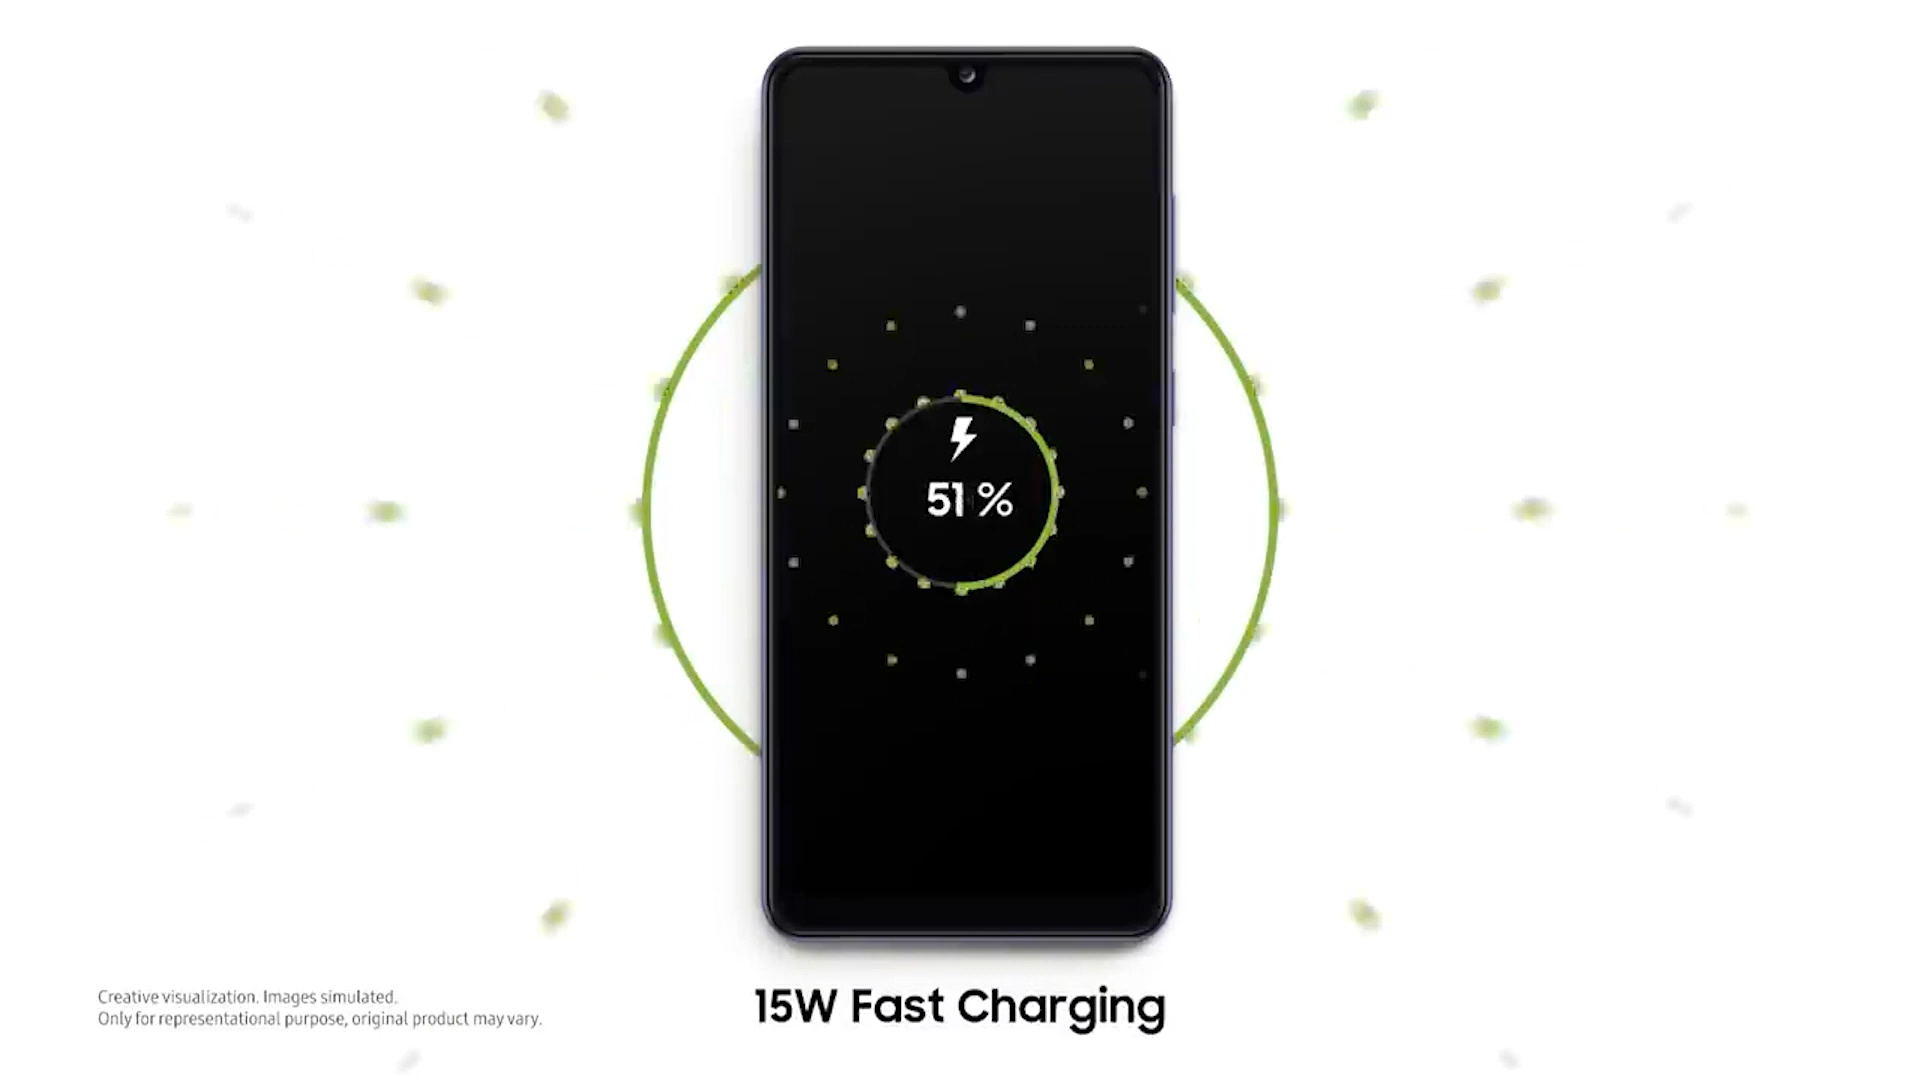 51 %
15W Fast Charging
Creative visualization. Images simulated.
Only for representational purpose, original product may vary.